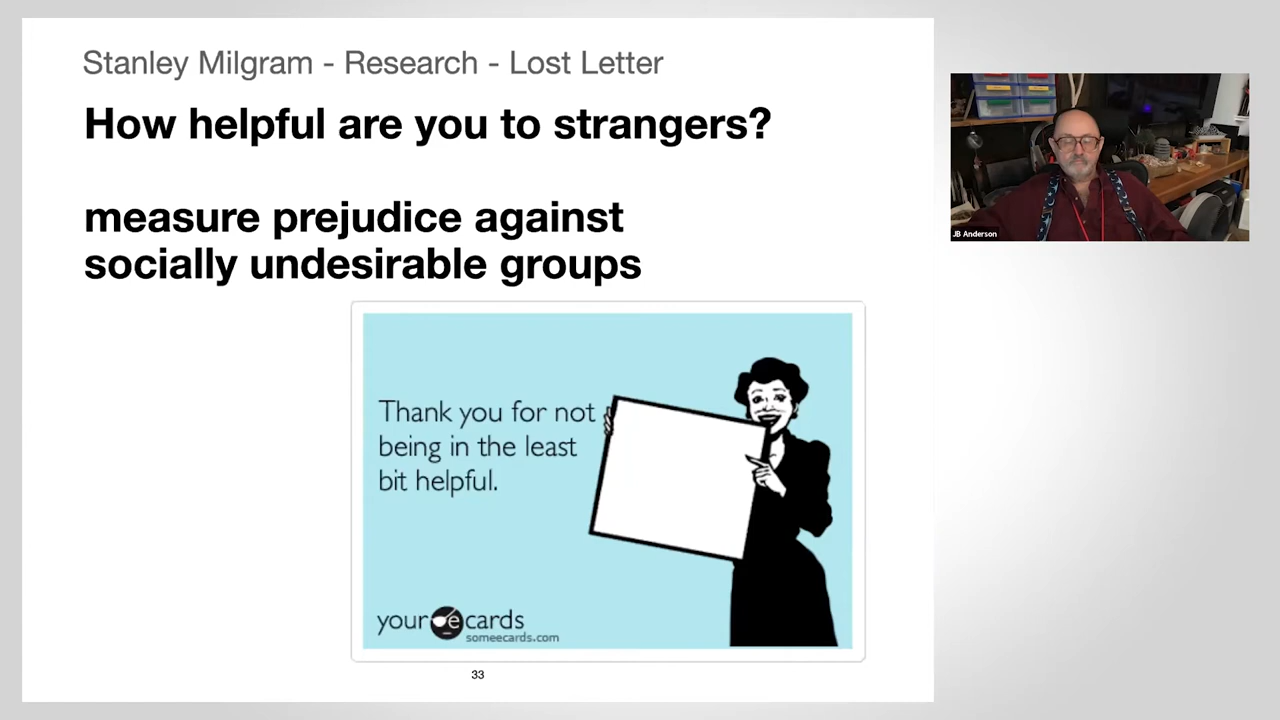 Stanley Milgram - Research - Lost Letter
How helpful are you to strangers?
measure prejudice against
socially undesirable groups
Thank you for not
being in the least
bit helpful.
your e cards
someecards.com
33
JB Anderson